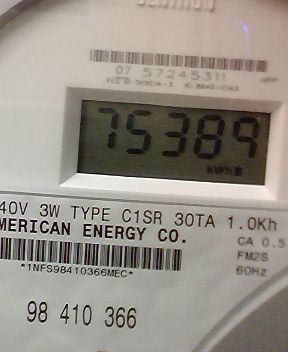 07 57245311
75389
kWh
40V 3W TYPE C1SR 30TA 1.0Kh
MERICAN ENERGY CO.
CA 0.5
FM2S
*1NFS98410366MEC*
60Hz
98 410 366